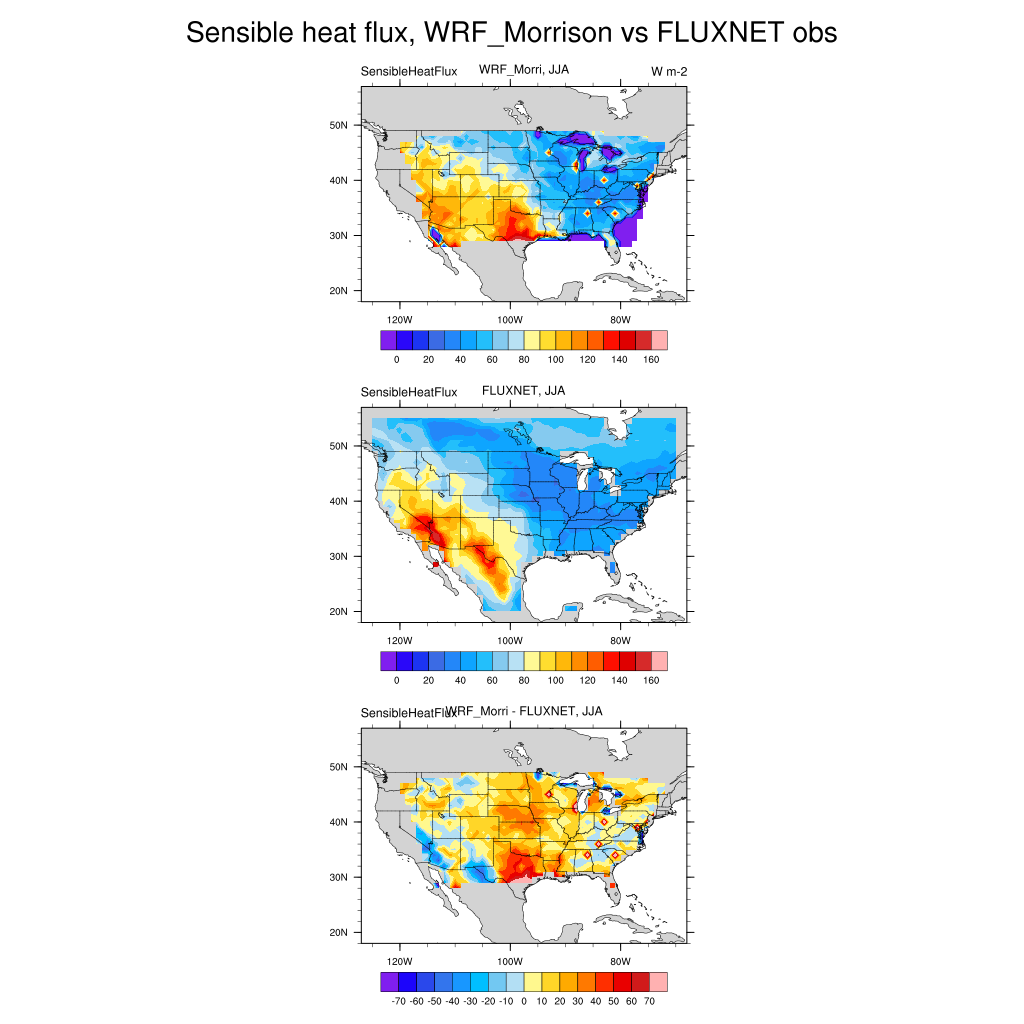 Sensible heat flux, WRF_Morrison vs FLUXNET obs
SensibleHeatFlux WRF_Morri, JJA W m-2
50N
40N
30N
20N
120W 100W 80W
0 20 40 60 80 100 120 140 160
SensibleHeatFlux FLUXNET, JJA
50N
40N
30N
20N
120W 100W 80W
0 20 40 60 80 100 120 140 160
SensibleHeatFlux WRF_Morri - FLUXNET, JJA
50N
40N
30N
20N
120W 100W 80W
-70 -60 -50 -40 -30 -20 -10 0 10 20 30 40 50 60 70